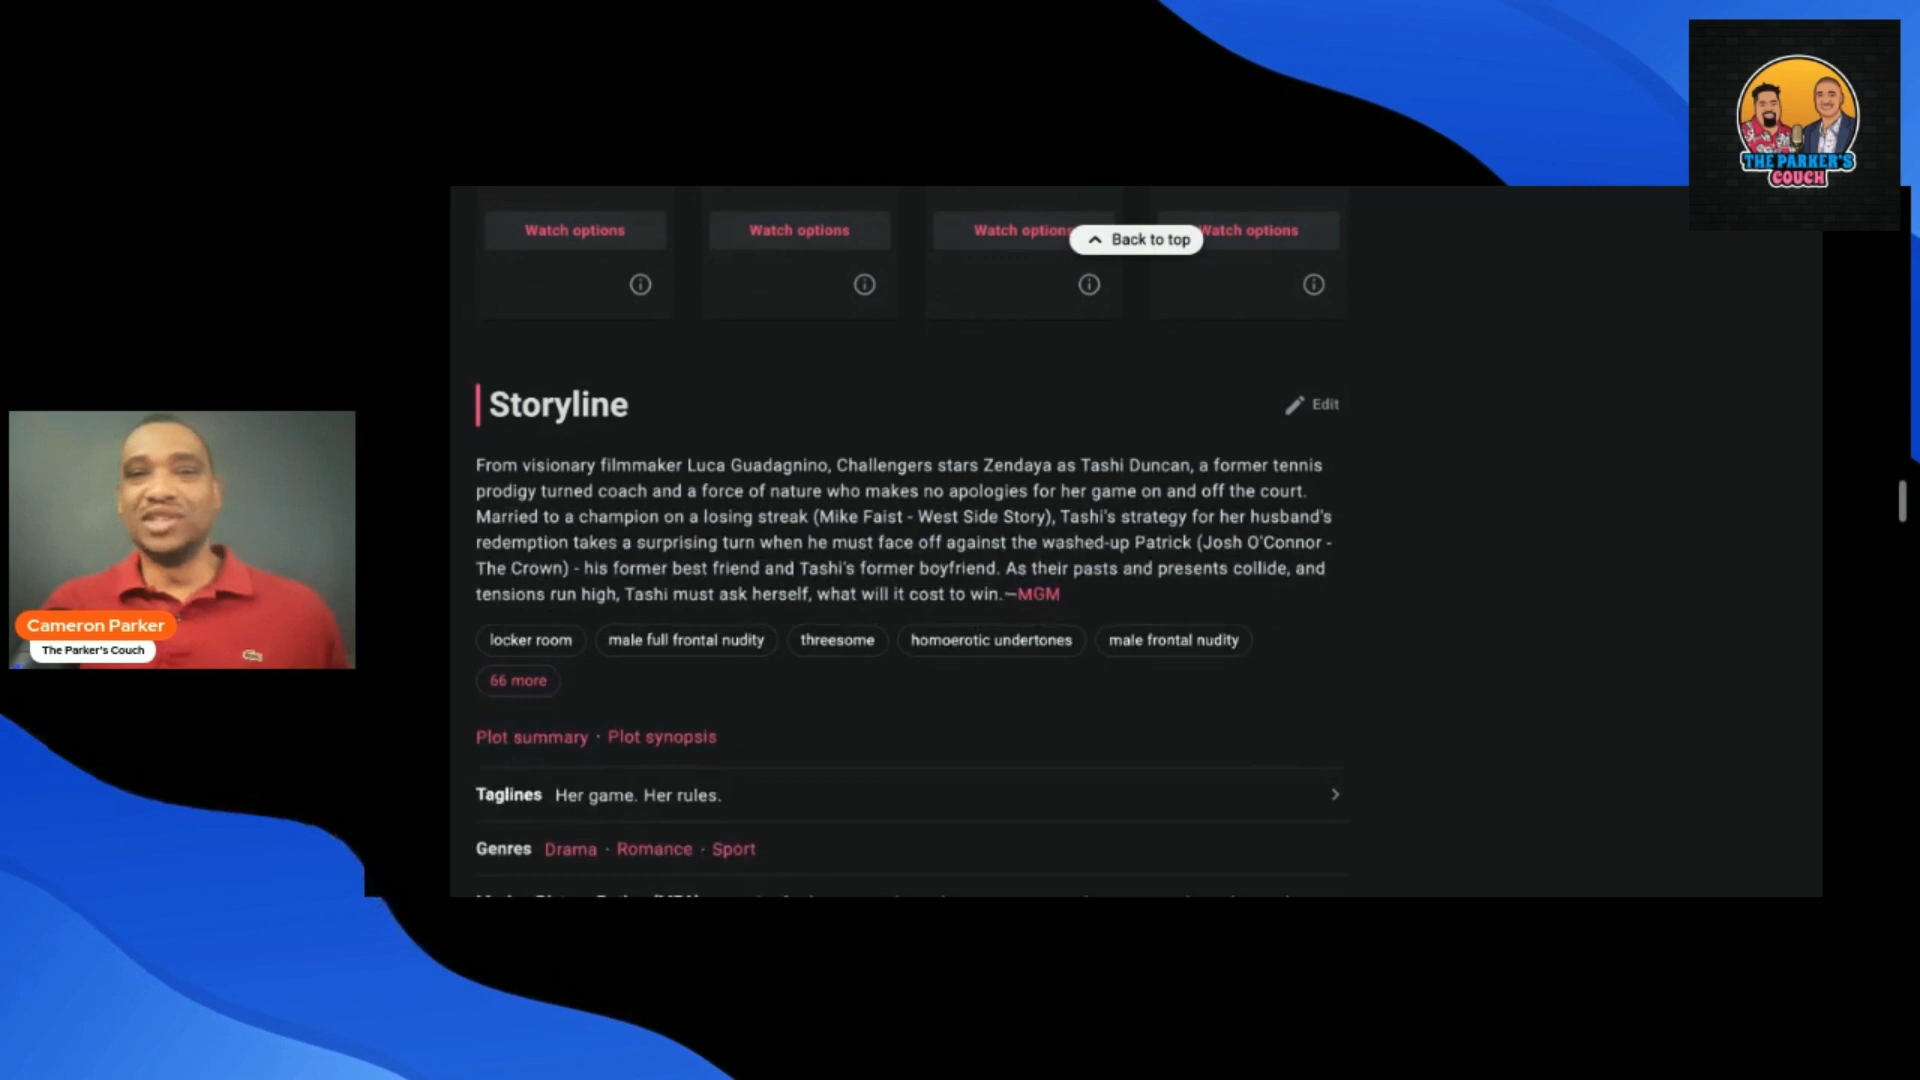 THE PARKER'S
COUCH
Watch options
Watch options
Watch options
Watch options
Back to top
Storyline
Edit
From visionary filmmaker Luca Guadagnino, Challengers stars Zendaya as Tashi Duncan, a former tennis
prodigy turned coach and a force of nature who makes no apologies for her game on and off the court.
Married to a champion on a losing streak (Mike Faist - West Side Story), Tashi's strategy for her husband's
redemption takes a surprising turn when he must face off against the washed-up Patrick (Josh O'Connor -
The Crown) - his former best friend and Tashi's former boyfriend. As their pasts and presents collide, and
tensions run high, Tashi must ask herself, what will it cost to win.—MGM
locker room
male full frontal nudity
threesome
homoerotic undertones
male frontal nudity
66 more
Plot summary · Plot synopsis
Taglines Her game. Her rules.
Genres Drama · Romance · Sport
Cameron Parker
The Parker's Couch